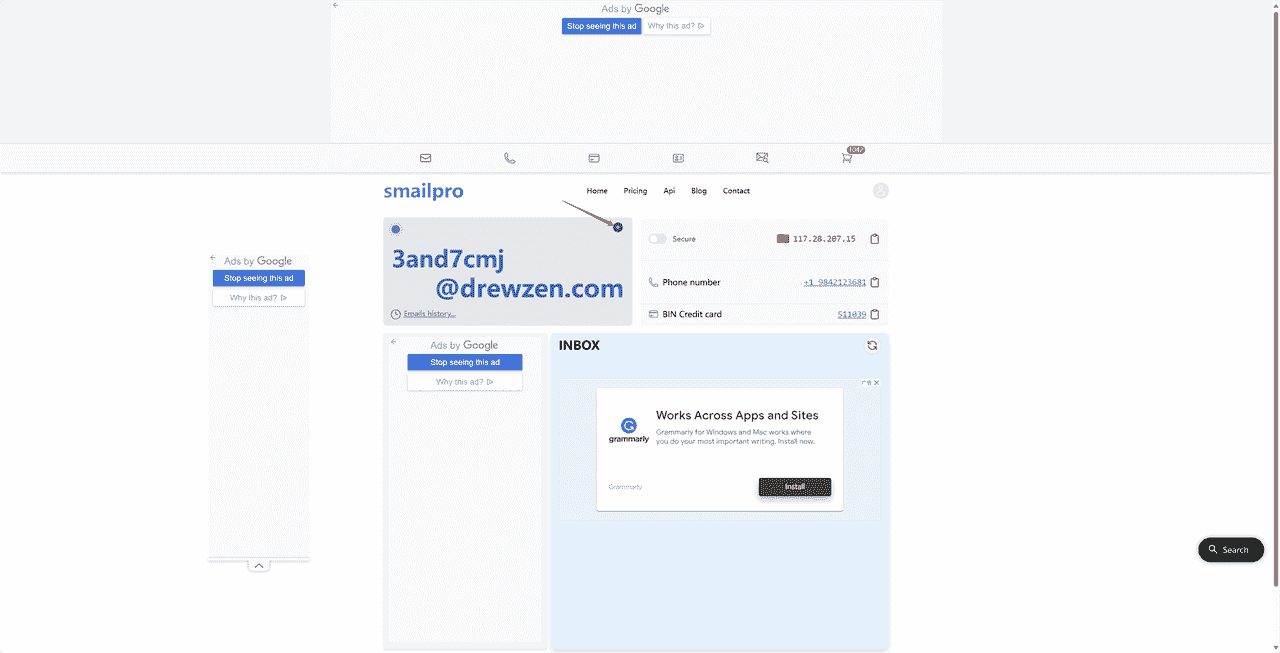 Ads by Google
Stop seeing this ad
Why this ad?
1042
smailpro
Home
Pricing
Api
Blog
Contact
3and7cmj
@drewzen.com
Emails history...
Secure
117.28.207.15
Phone number
+1 9842123681
BIN Credit card
511039
Ads by Google
Stop seeing this ad
Why this ad?
Ads by Google
Stop seeing this ad
Why this ad?
INBOX
Works Across Apps and Sites
Grammarly for Windows and Mac works where
you do your most important writing. Install now.
grammarly
Grammarly
Install
Search